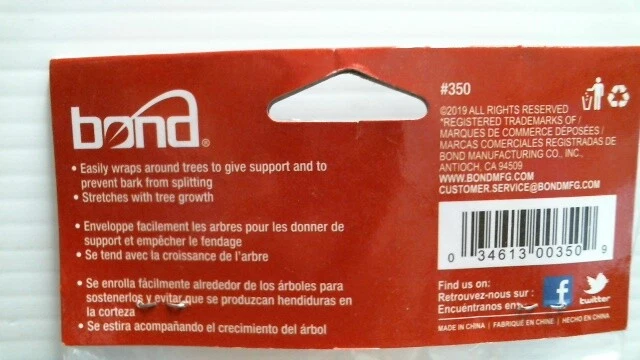 bond®
• Easily wraps around trees to give support and to
prevent bark from splitting
• Stretches with tree growth
• Enveloppe facilement les arbres pour les donner de
support et empêcher le fendage
• Se tend avec la croissance de l'arbre
• Se enrolla fácilmente alrededor de los árboles para
sostenerlos y evitar que se produzcan hendiduras en
la corteza
• Se estira acompañando el crecimiento del árbol
#350
©2019 ALL RIGHTS RESERVED
*REGISTERED TRADEMARKS OF /
MARQUES DE COMMERCE DÉPOSÉES /
MARCAS COMERCIALES REGISTRADAS DE
BOND MANUFACTURING CO., INC.,
ANTIOCH, CA 94509
WWW.BONDMFG.COM
CUSTOMER.SERVICE@BONDMFG.COM
0 34613 00350 9
Find us on:
Retrouvez-nous sur :
Encuéntranos en:
f
twitter
MADE IN CHINA | FABRIQUÉ EN CHINE | HECHO EN CHINA